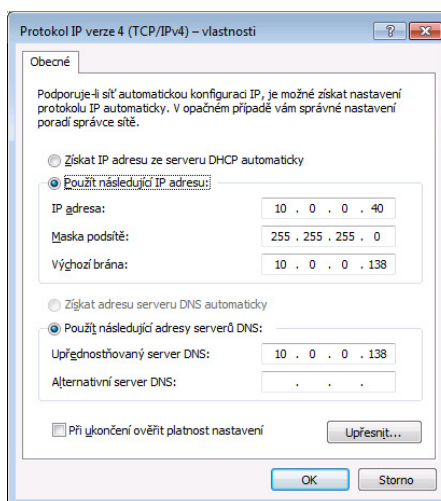 Protokol IP verze 4 (TCP/IPv4) – vlastnosti
Obecné
Podporuje-li síť automatickou konfiguraci IP, je možné získat nastavení
protokolu IP automaticky. V opačném případě vám správné nastavení
poradí správce sítě.
Získat IP adresu ze serveru DHCP automaticky
Použít následující IP adresu:
IP adresa: 10 . 0 . 0 . 40
Maska podsítě: 255 . 255 . 255 . 0
Výchozí brána: 10 . 0 . 0 . 138
Získat adresu serveru DNS automaticky
Použít následující adresy serverů DNS:
Upřednostňovaný server DNS: 10 . 0 . 0 . 138
Alternativní server DNS: . . .
Při ukončení ověřit platnost nastavení
Upřesnit...
OK Storno